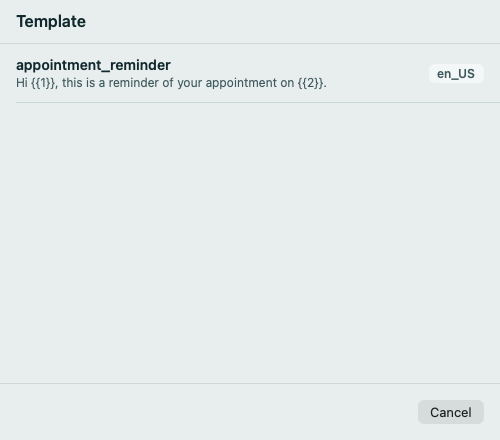 Template
appointment_reminder
Hi {{1}}, this is a reminder of your appointment on {{2}}.
en_US
Cancel